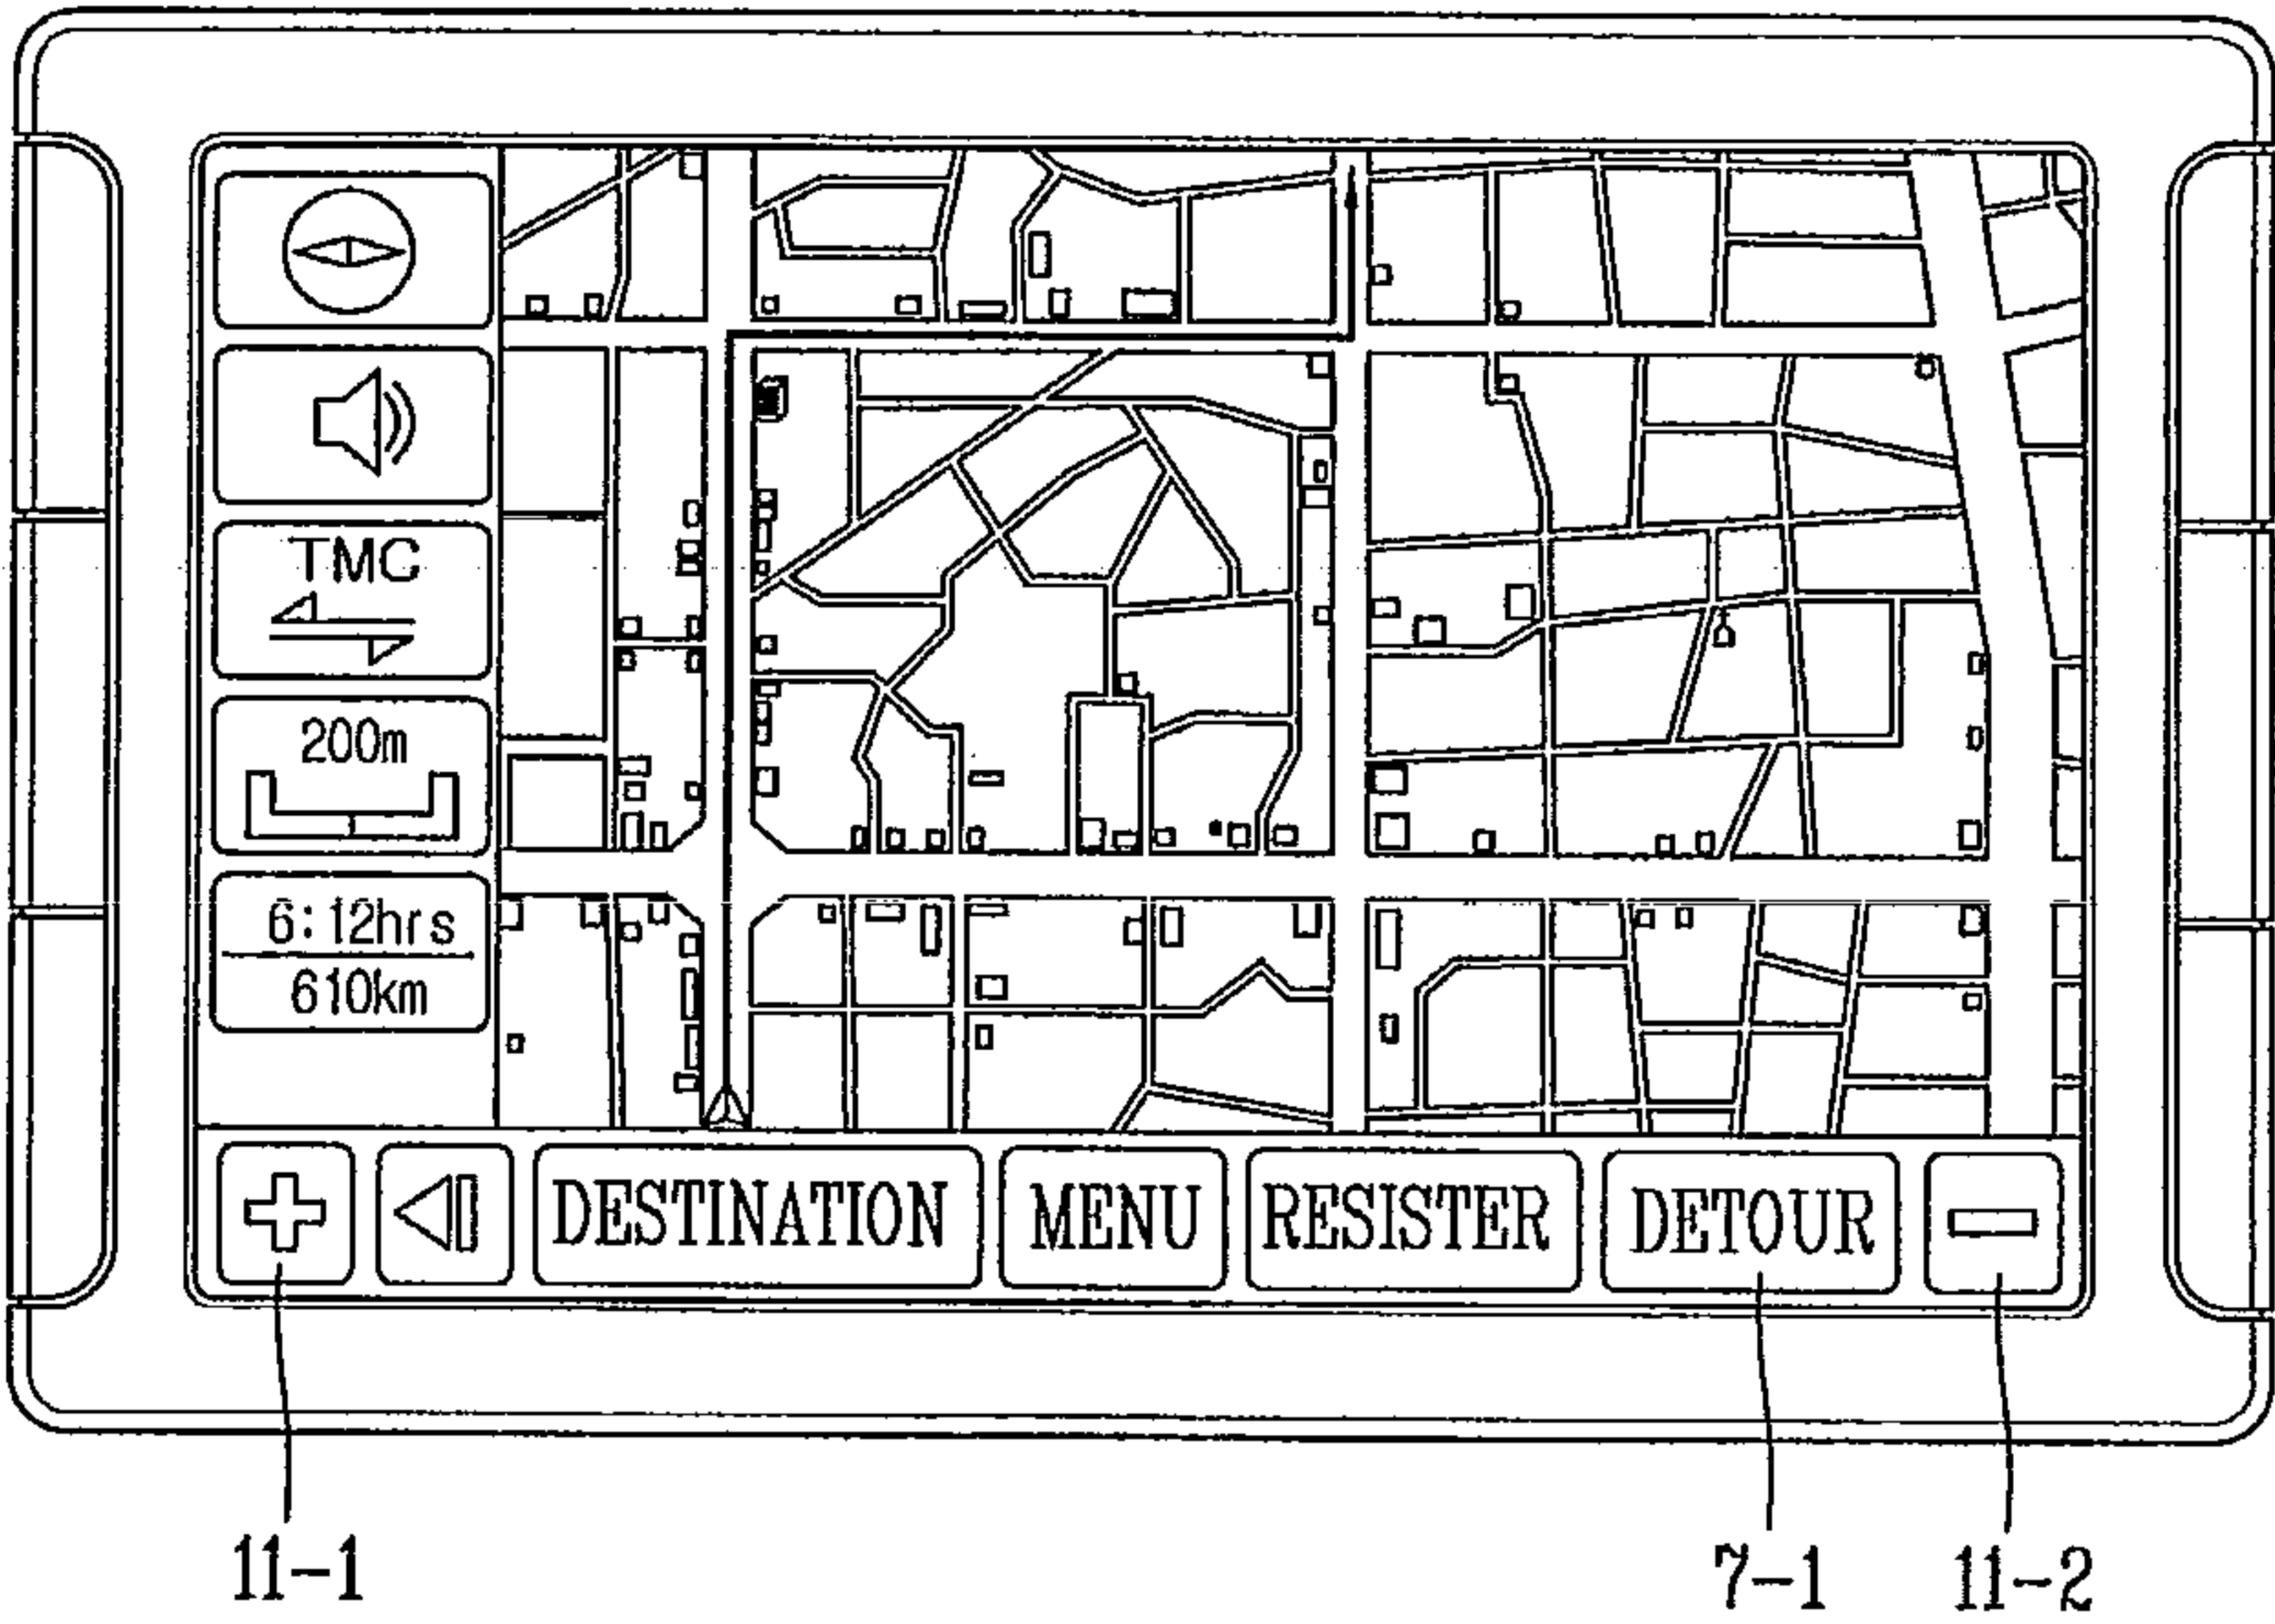 TMC
200m
6:12hrs
610km
DESTINATION MENU RESISTER DETOUR
11-1 7-1 11-2